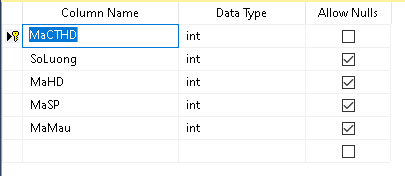 Column Name Data Type Allow Nulls
MaCTHD int
SoLuong int
MaHD int
MaSP int
MaMau int